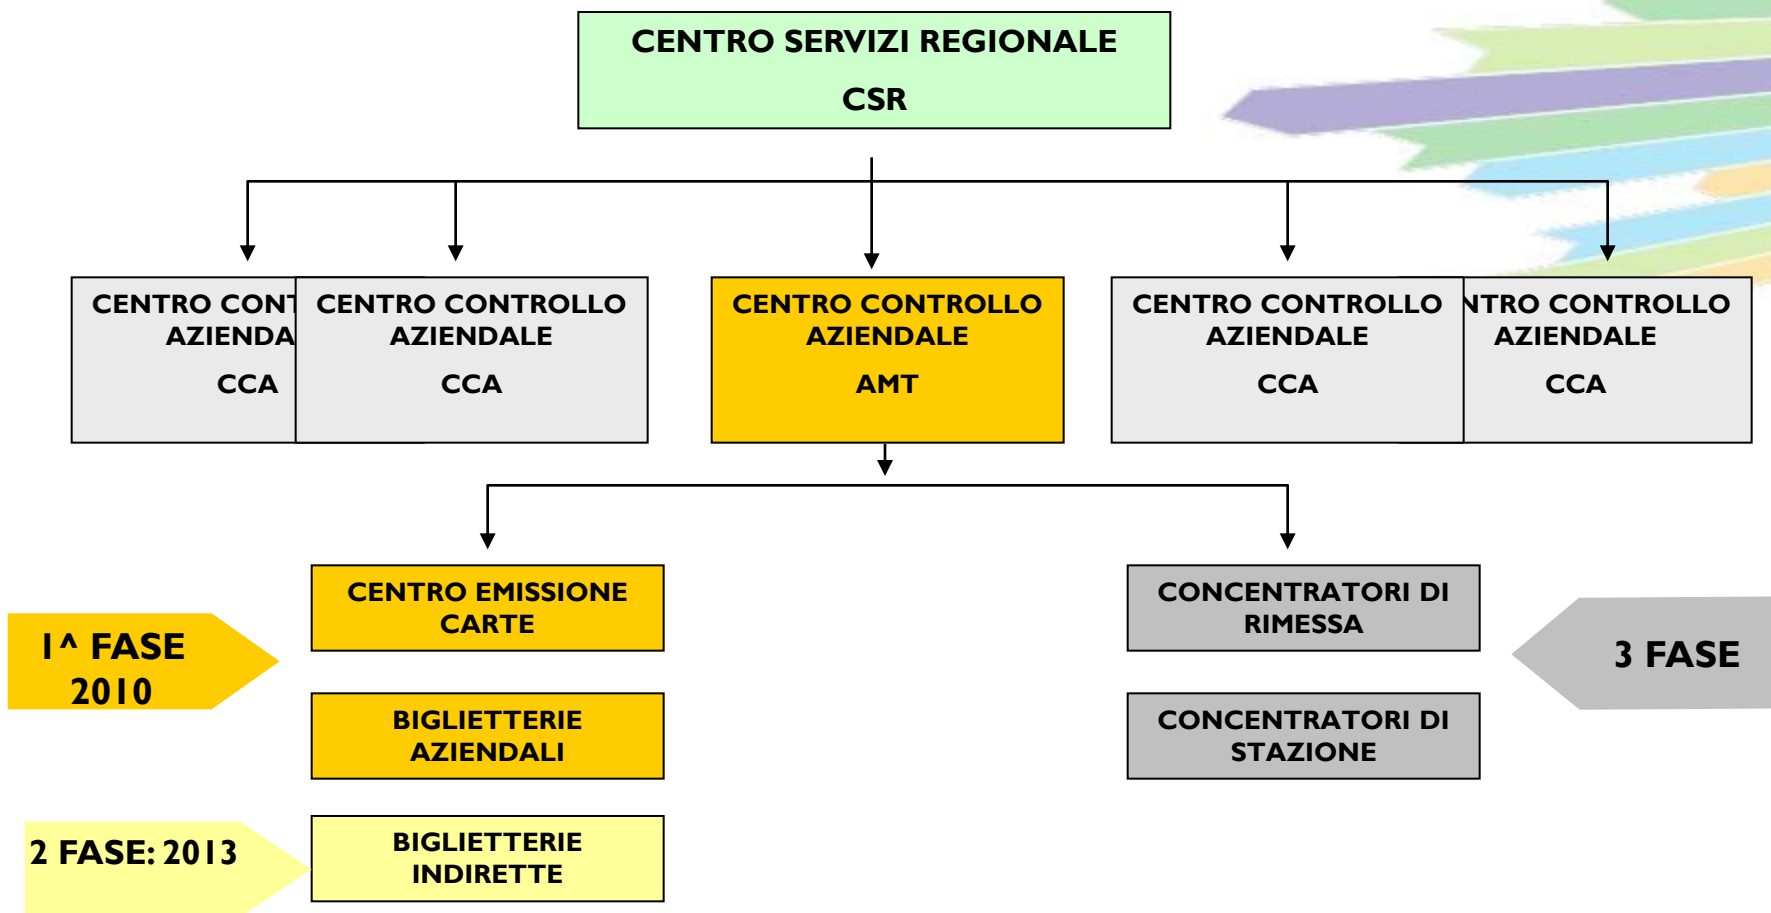 CENTRO SERVIZI REGIONALE
CSR
CENTRO CONT
AZIENDA
CCA
CENTRO CONTROLLO
AZIENDALE
CCA
CENTRO CONTROLLO
AZIENDALE
AMT
CENTRO CONTROLLO
AZIENDALE
CCA
NTRO CONTROLLO
AZIENDALE
CCA
1^ FASE
2010
CENTRO EMISSIONE
CARTE
BIGLIETTERIE
AZIENDALI
2 FASE: 2013
BIGLIETTERIE
INDIRETTE
CONCENTRATORI DI
RIMESSA
CONCENTRATORI DI
STAZIONE
3 FASE